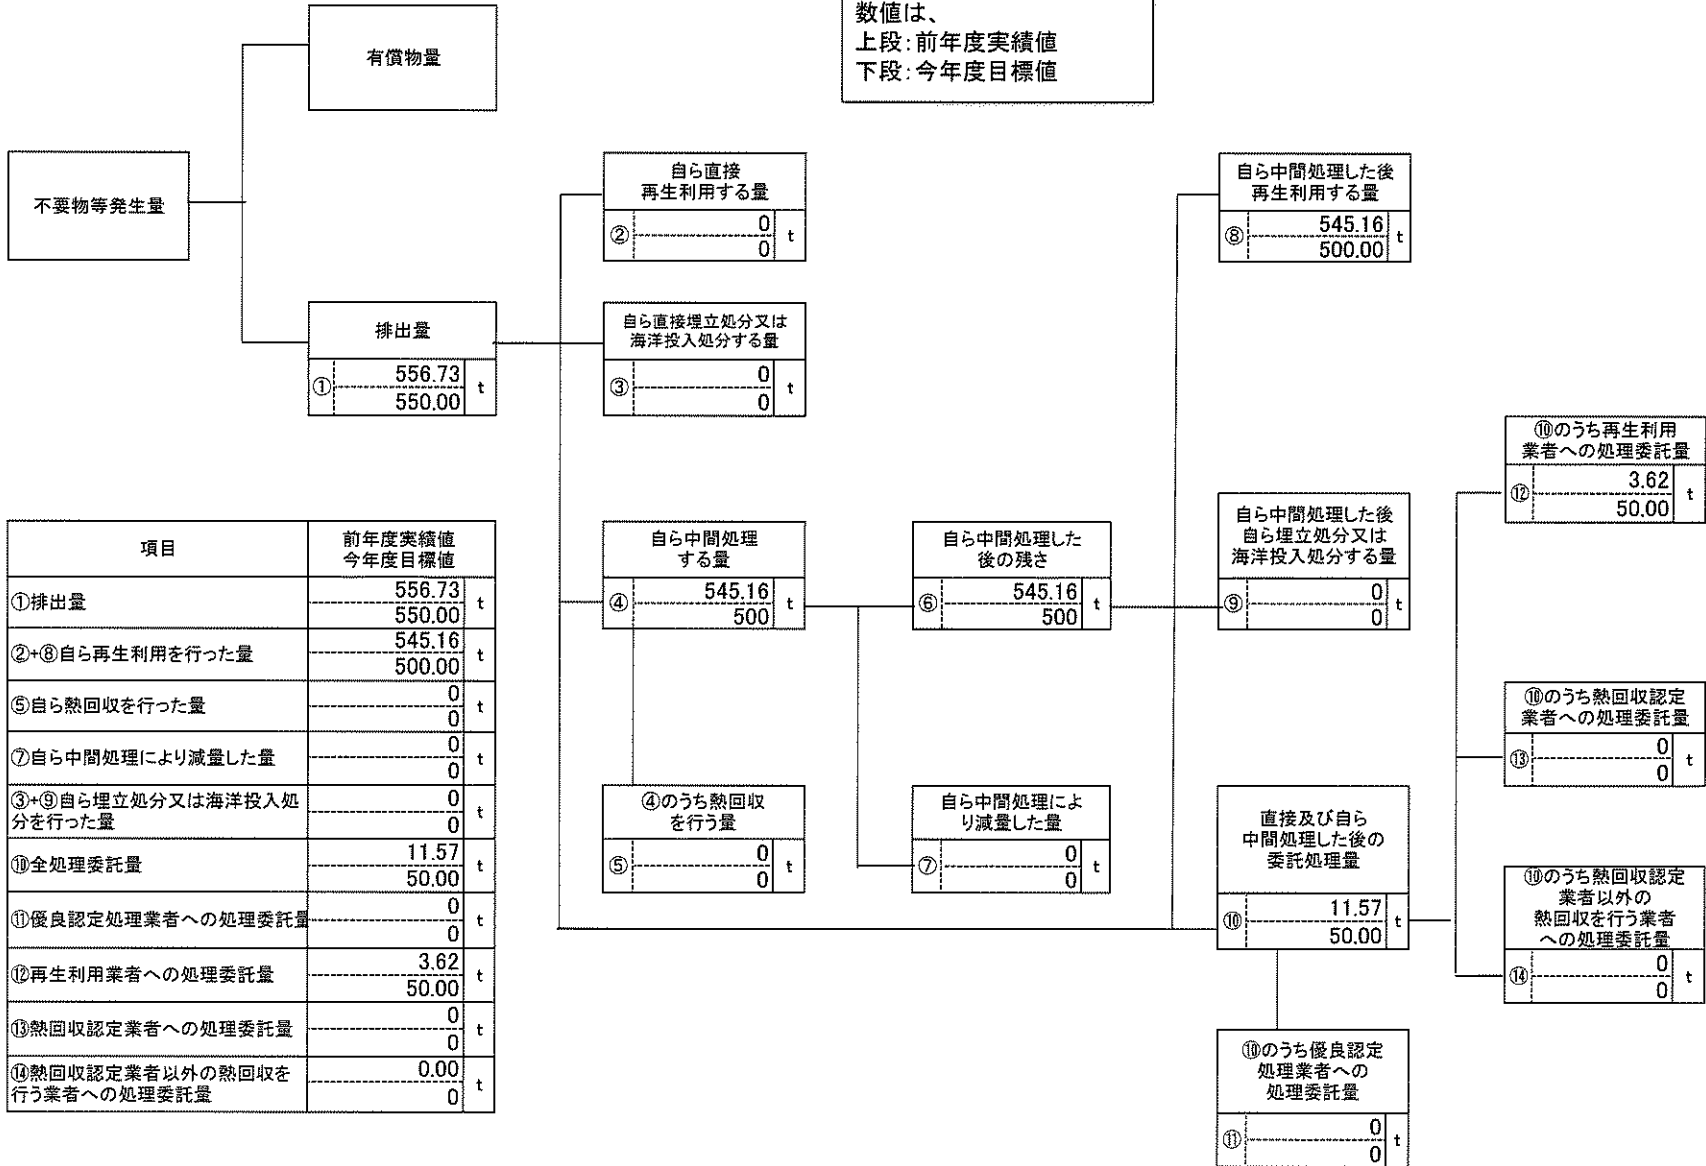 数値は、
上段:前年度実績値
下段:今年度目標値
有償物量
不要物等発生量
排出量
①
556.73
550.00
t
自ら直接
再生利用する量
②
0
0
t
自ら直接埋立処分又は
海洋投入処分する量
③
0
0
t
自ら中間処理
する量
④
545.16
500
t
④のうち熱回収
を行う量
⑤
0
0
t
自ら中間処理した
後の残さ
⑥
545.16
500
t
自ら中間処理によ
り減量した量
⑦
0
0
t
自ら中間処理した後
再生利用する量
⑧
545.16
500.00
t
自ら中間処理した後
自ら埋立処分又は
海洋投入処分する量
⑨
0
0
t
直接及び自ら
中間処理した後の
委託処理量
⑩
11.57
50.00
t
⑩のうち優良認定
処理業者への
処理委託量
⑪
0
0
t
⑩のうち再生利用
業者への処理委託量
⑫
3.62
50.00
t
⑩のうち熱回収認定
業者への処理委託量
⑬
0
0
t
⑩のうち熱回収認定
業者以外の
熱回収を行う業者
への処理委託量
⑭
0
0
t
項目
前年度実績値
今年度目標値
①排出量
556.73
550.00
t
②+⑧自ら再生利用を行った量
545.16
500.00
t
⑤自ら熱回収を行った量
0
0
t
⑦自ら中間処理により減量した量
0
0
t
③+⑨自ら埋立処分又は海洋投入処
分を行った量
0
0
t
⑩全処理委託量
11.57
50.00
t
⑪優良認定処理業者への処理委託量
0
0
t
⑫再生利用業者への処理委託量
3.62
50.00
t
⑬熱回収認定業者への処理委託量
0
0
t
⑭熱回収認定業者以外の熱回収を
行う業者への処理委託量
0.00
0
t